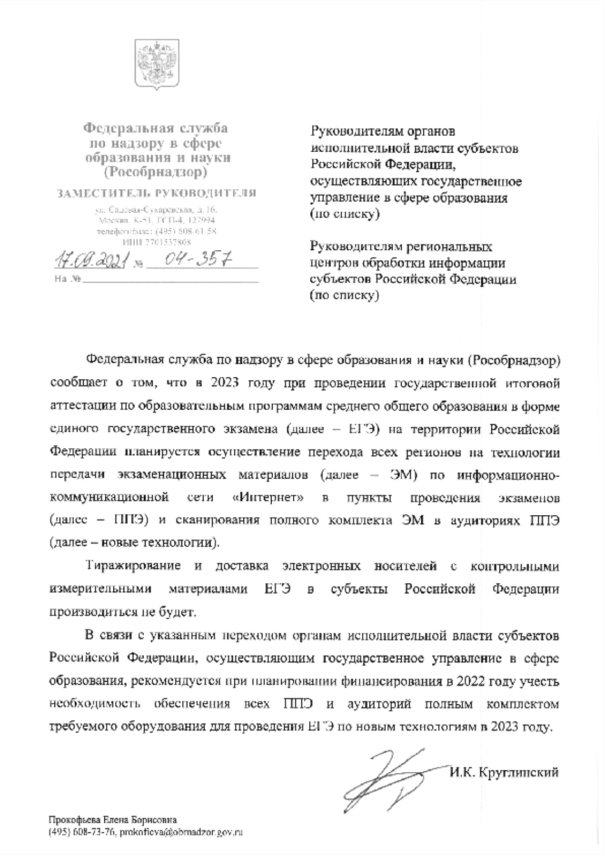 Федеральная служба
по надзору в сфере
образования и науки
(Рособрнадзор)
ЗАМЕСТИТЕЛЬ РУКОВОДИТЕЛЯ
ул. Садовая-Сухаревская, д. 16,
Москва, К-51, ГСП-4, 127994
телефон/факс: (495) 608-61-58
ИНН 7701537808
17.09.2021 № 04-357
На №
Руководителям органов
исполнительной власти субъектов
Российской Федерации,
осуществляющих государственное
управление в сфере образования
(по списку)
Руководителям региональных
центров обработки информации
субъектов Российской Федерации
(по списку)
Федеральная служба по надзору в сфере образования и науки (Рособрнадзор)
сообщает о том, что в 2023 году при проведении государственной итоговой
аттестации по образовательным программам среднего общего образования в форме
единого государственного экзамена (далее – ЕГЭ) на территории Российской
Федерации планируется осуществление перехода всех регионов на технологии
передачи экзаменационных материалов (далее – ЭМ) по информационно-
коммуникационной сети «Интернет» в пункты проведения экзаменов
(далее – ППЭ) и сканирования полного комплекта ЭМ в аудиториях ППЭ
(далее – новые технологии).
Тиражирование и доставка электронных носителей с контрольными
измерительными материалами ЕГЭ в субъекты Российской Федерации
производиться не будет.
В связи с указанным переходом органам исполнительной власти субъектов
Российской Федерации, осуществляющим государственное управление в сфере
образования, рекомендуется при планировании финансирования в 2022 году учесть
необходимость обеспечения всех ППЭ и аудиторий полным комплектом
требуемого оборудования для проведения ЕГЭ по новым технологиям в 2023 году.
И.К. Круглинский
Прокофьева Елена Борисовна
(495) 608-73-76, prokofieva@obrnadzor.gov.ru